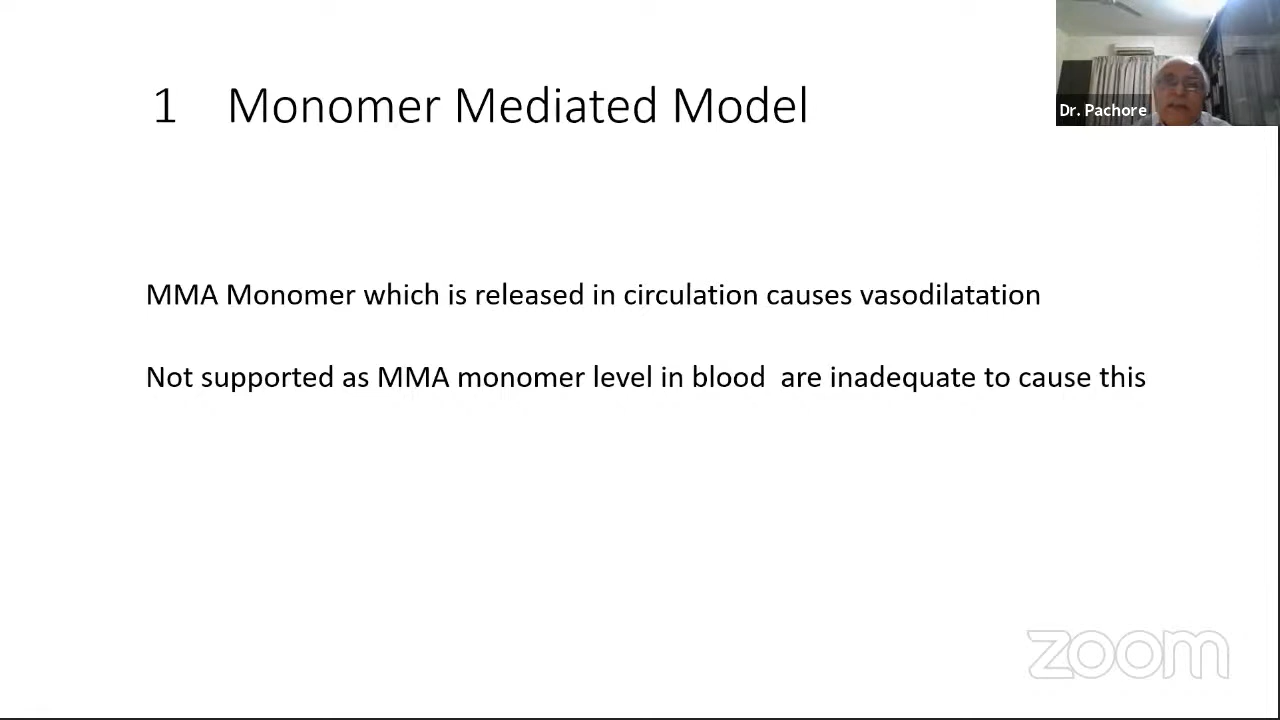 1 Monomer Mediated Model
Dr. Pachore
MMA Monomer which is released in circulation causes vasodilatation
Not supported as MMA monomer level in blood are inadequate to cause this
zoom